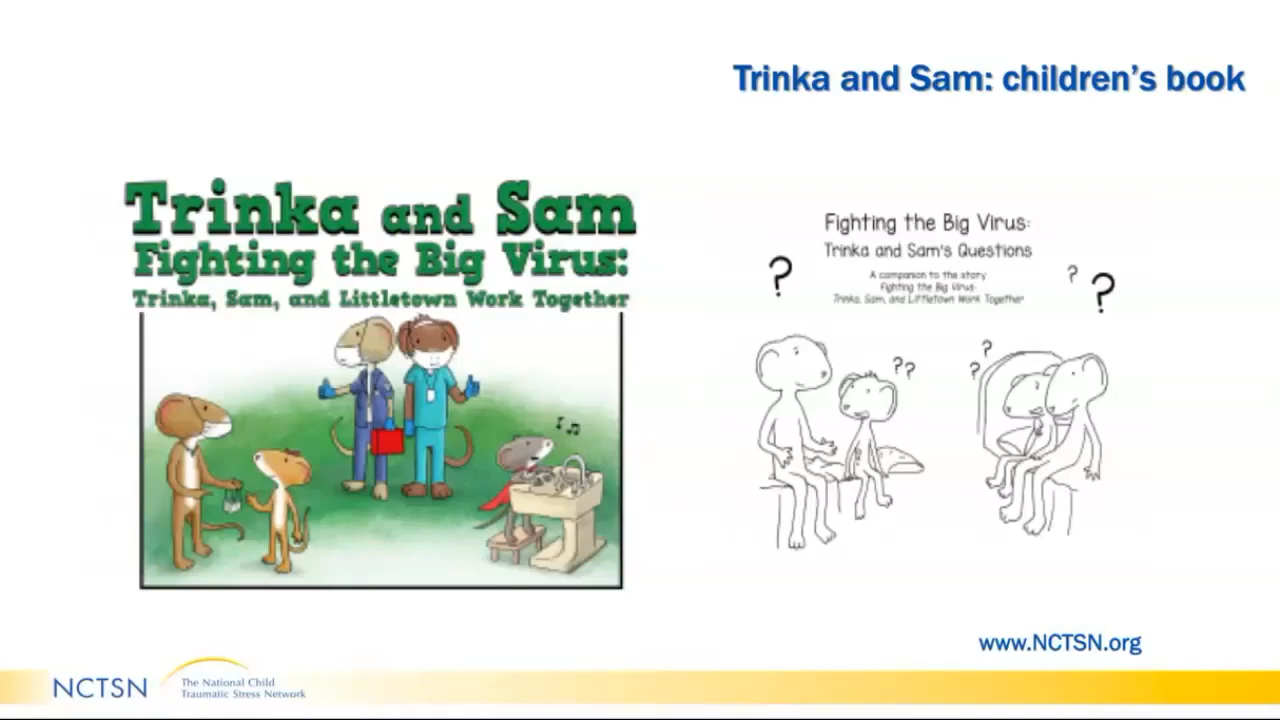 Trinka and Sam: children's book
Trinka and Sam
Fighting the Big Virus:
Trinka, Sam, and Littletown Work Together
Fighting the Big Virus:
Trinka and Sam's Questions
A companion to the story
Fighting the Big Virus:
Trinka, Sam, and Littletown Work Together
?
?
?
??
?
?
www.NCTSN.org
NCTSN
The National Child
Traumatic Stress Network